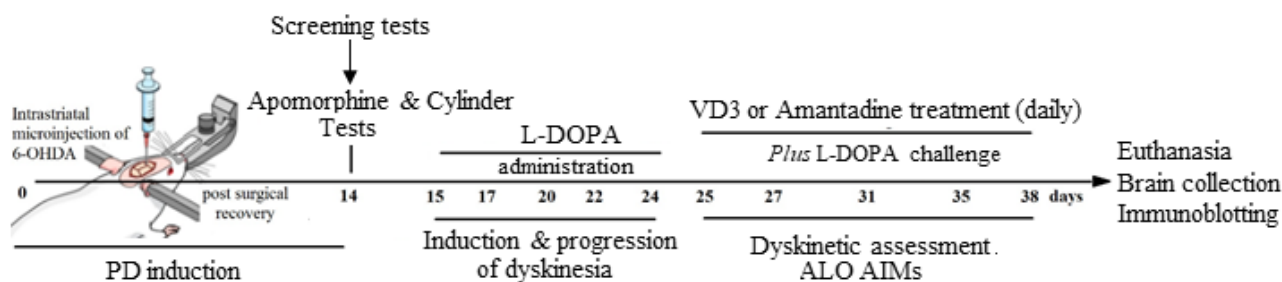 Screening tests
Apomorphine & Cylinder
Tests
Intrastriatal
microinjection of
6-OHDA
VD3 or Amantadine treatment (daily)
L-DOPA
administration
Plus L-DOPA challenge
Euthanasia
Brain collection
Immunoblotting
0
post surgical
recovery
14 15 17 20 22 24 25 27 31 35 38 days
PD induction
Induction & progression
of dyskinesia
Dyskinetic assessment.
ALO AIMs